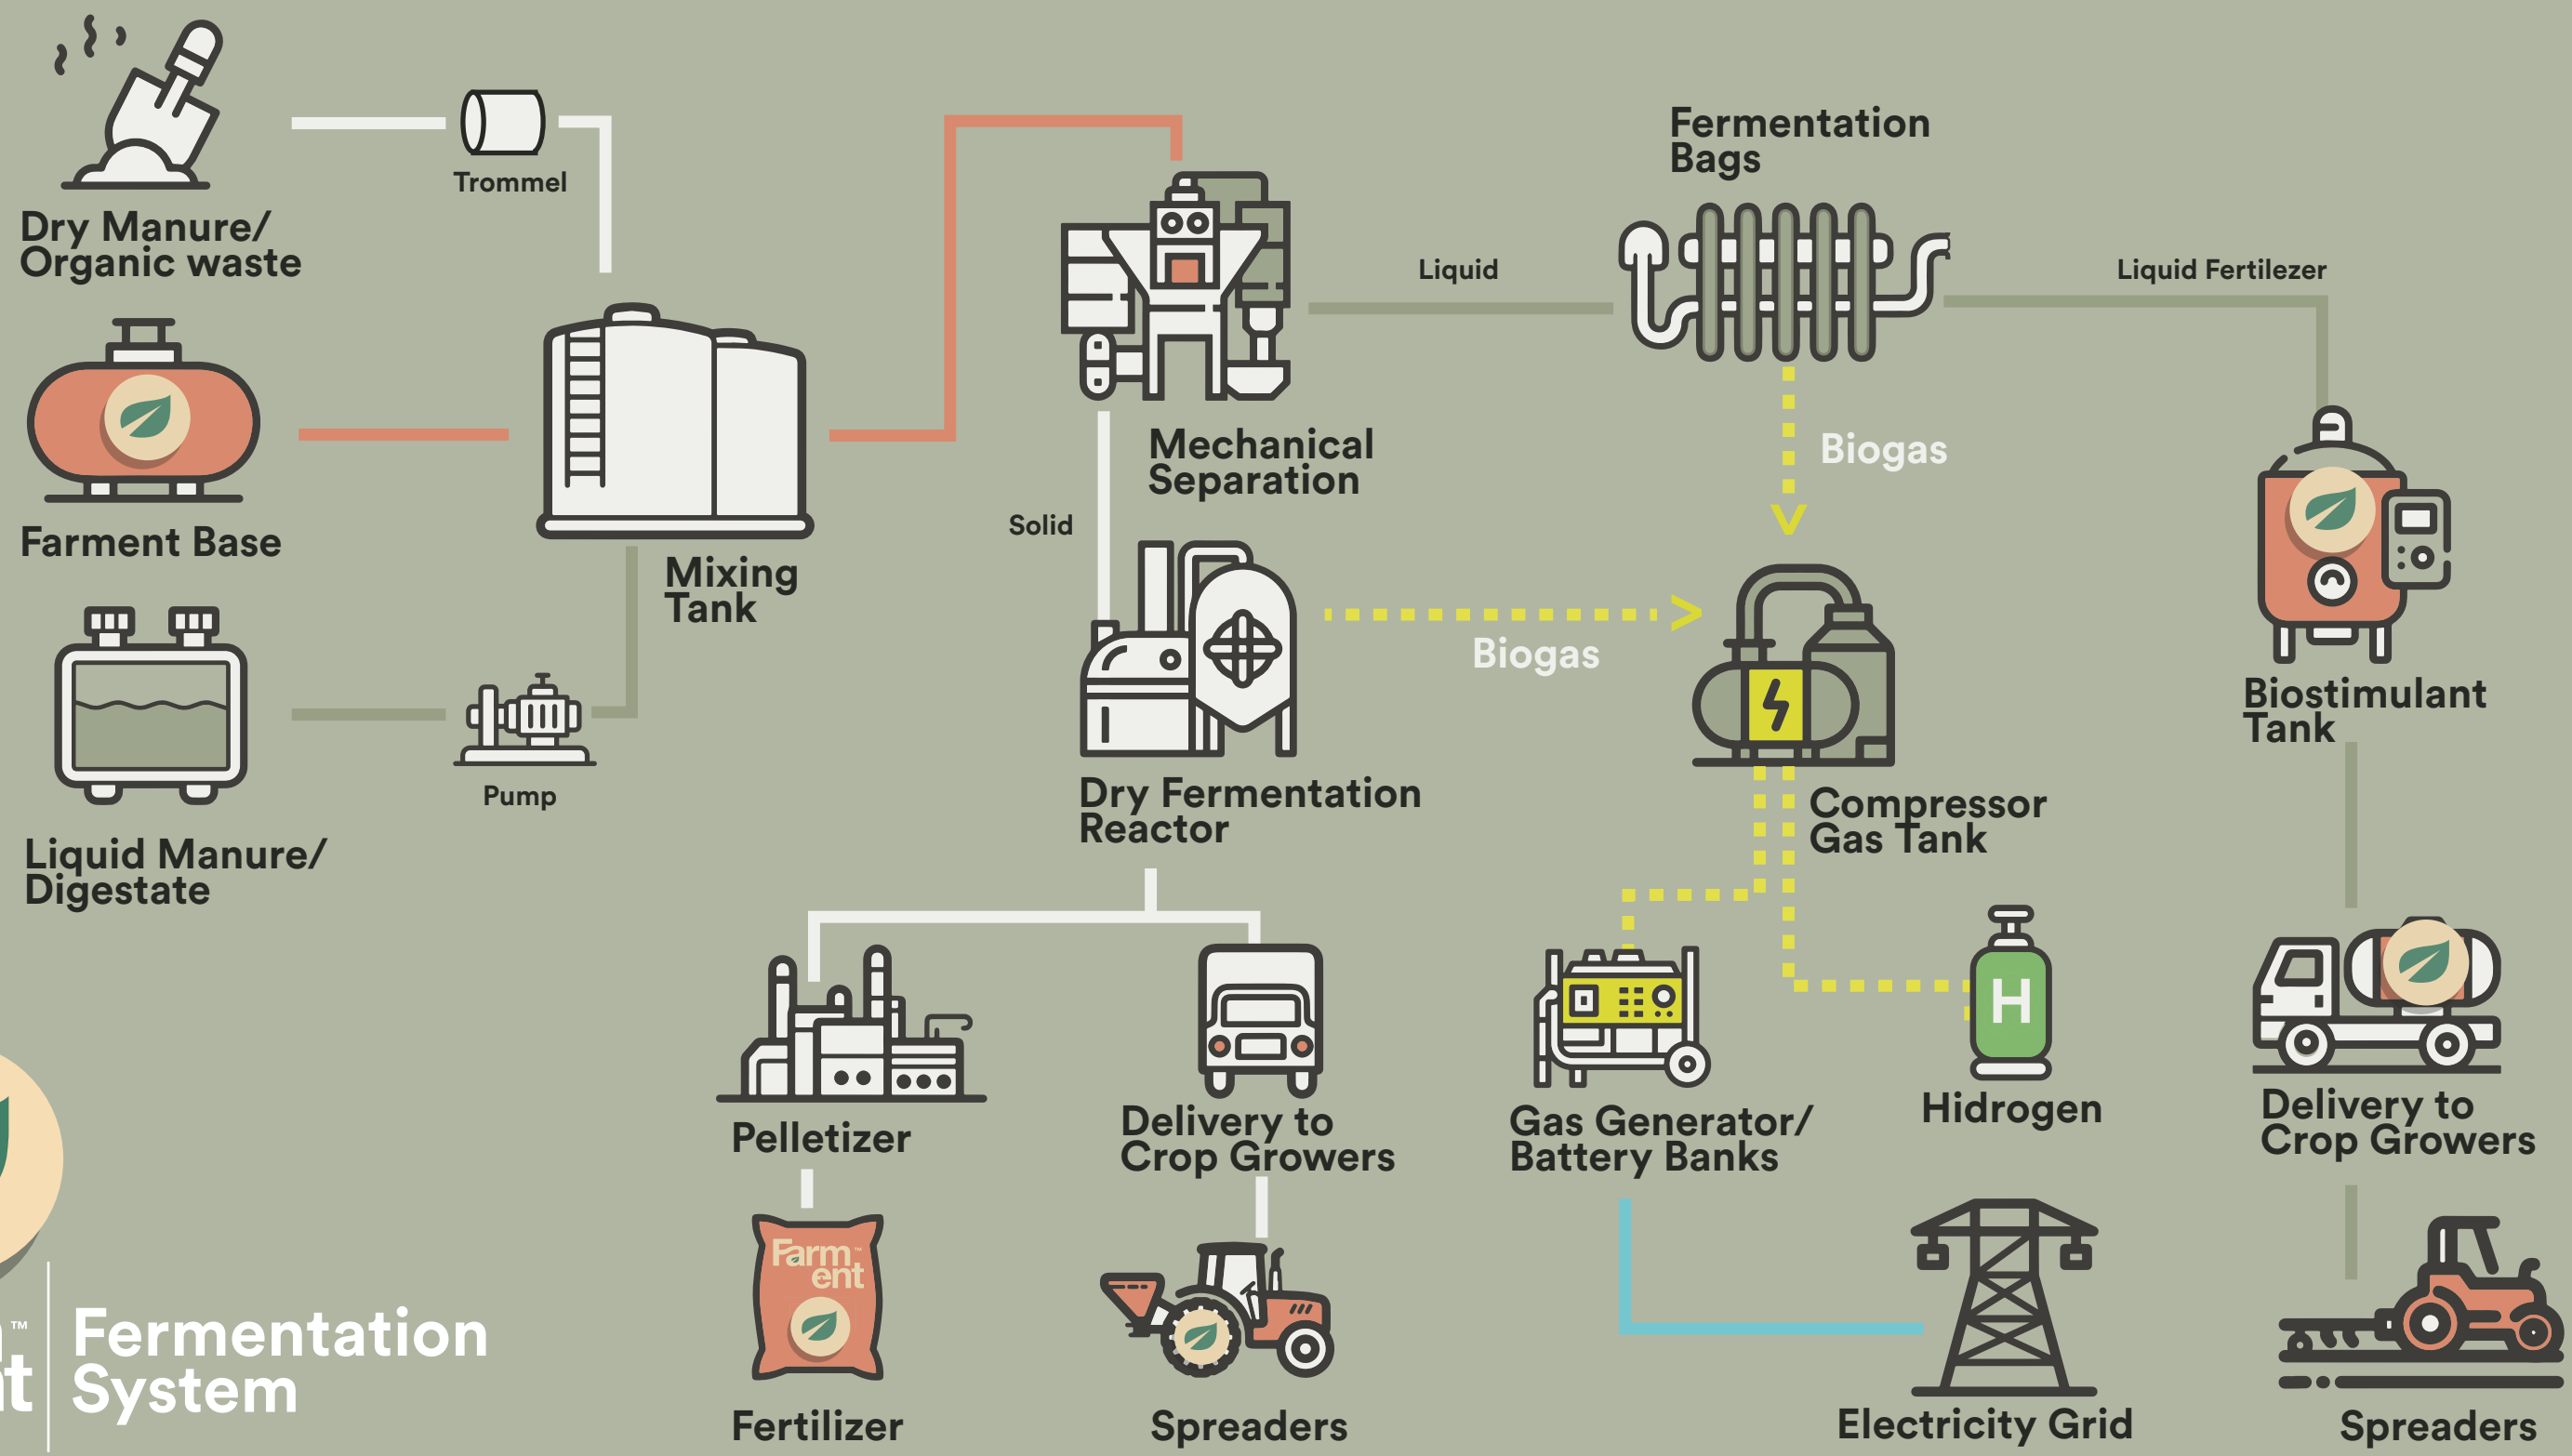 Trommel
Dry Manure/
Organic waste
Farment Base
Liquid Manure/
Digestate
Pump
Mixing
Tank
Mechanical
Separation
Solid
Liquid
Fermentation
Bags
Biogas
Liquid Fertilezer
Biogas
Dry Fermentation
Reactor
Compressor
Gas Tank
Biostimulant
Tank
Pelletizer
Delivery to
Crop Growers
Gas Generator/
Battery Banks
H
Hidrogen
Delivery to
Crop Growers
Farm™
ent
Fertilizer
Spreaders
Electricity Grid
Spreaders
™
t
Fermentation
System